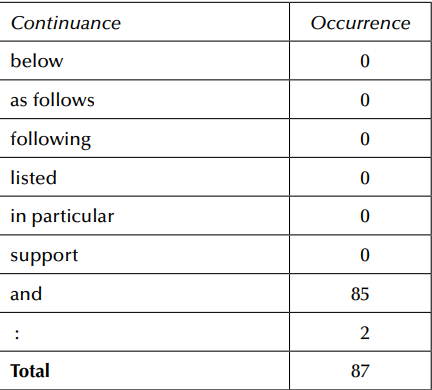 Continuance Occurrence
below 0
as follows 0
following 0
listed 0
in particular 0
support 0
and 85
: 2
Total 87